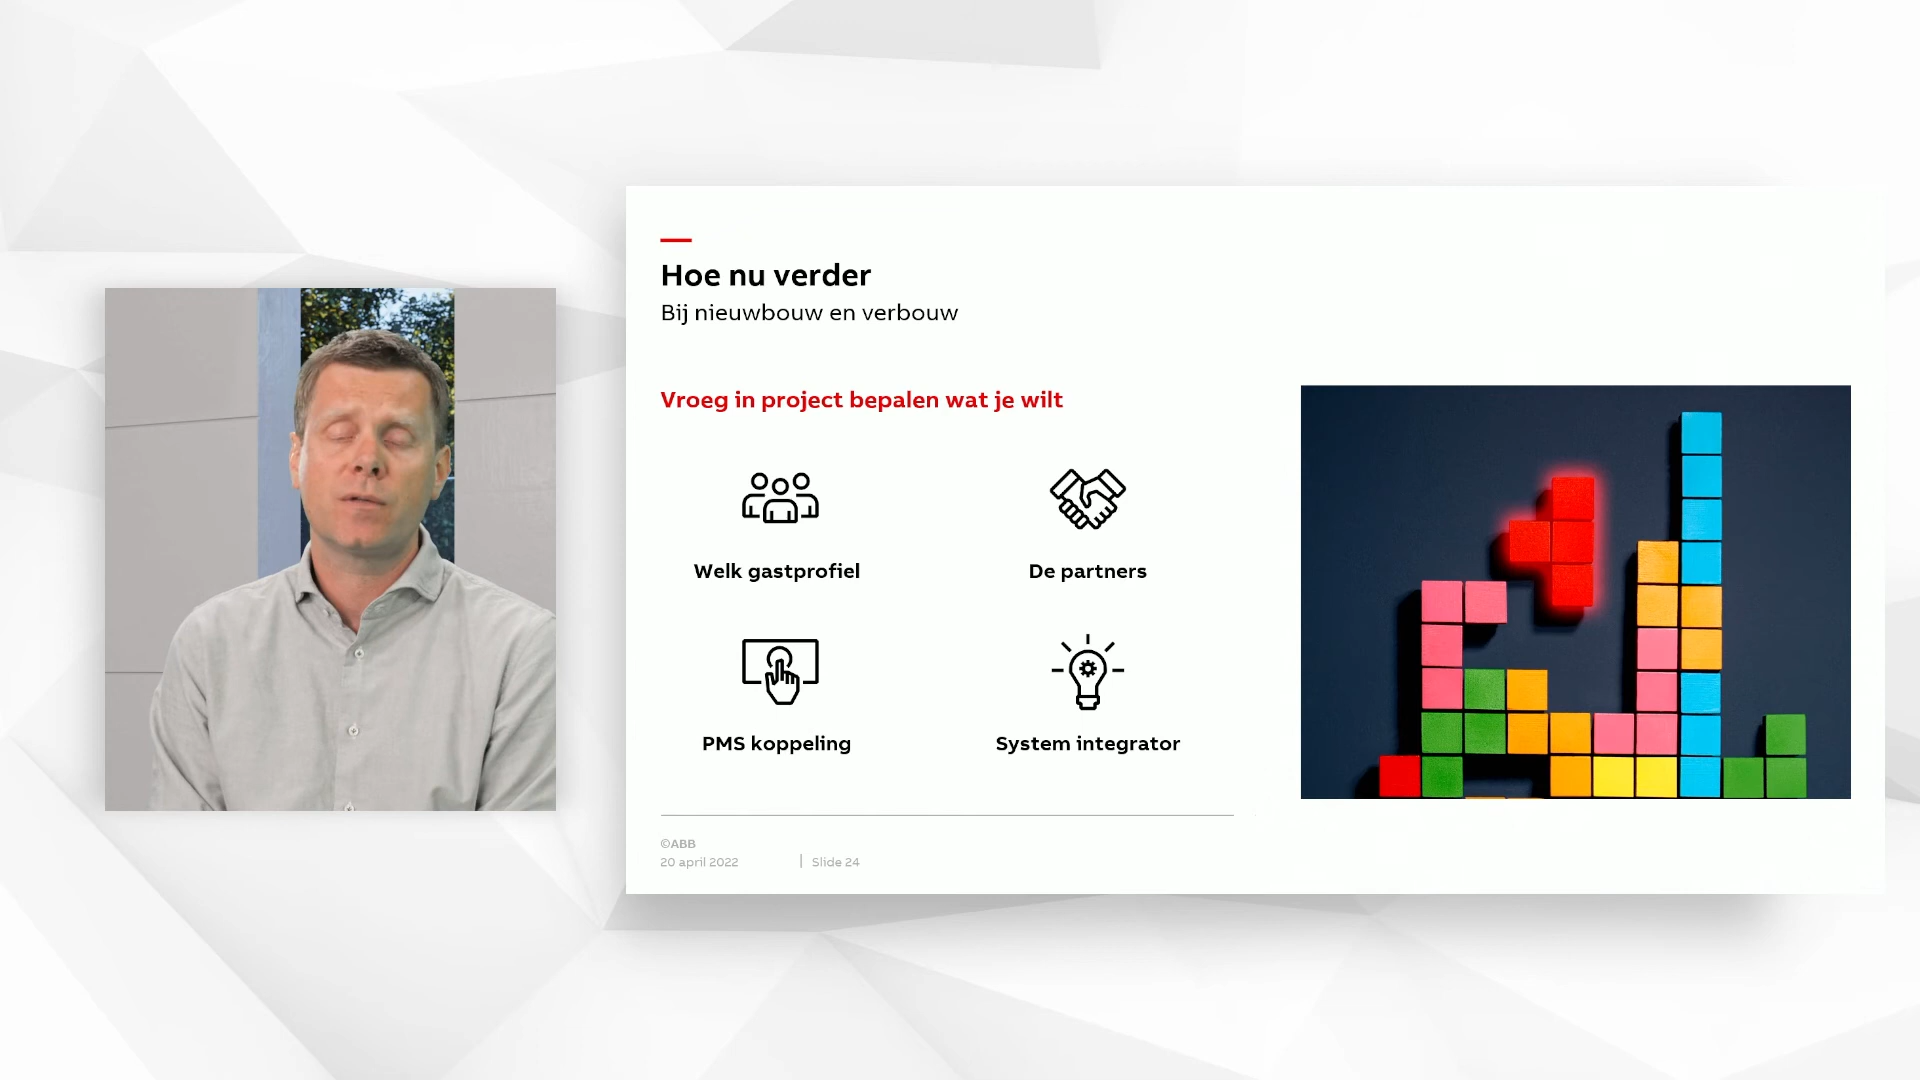 Hoe nu verder
Bij nieuwbouw en verbouw
Vroeg in project bepalen wat je wilt
Welk gastprofiel
De partners
PMS koppeling
System integrator
©ABB
20 april 2022 | Slide 24